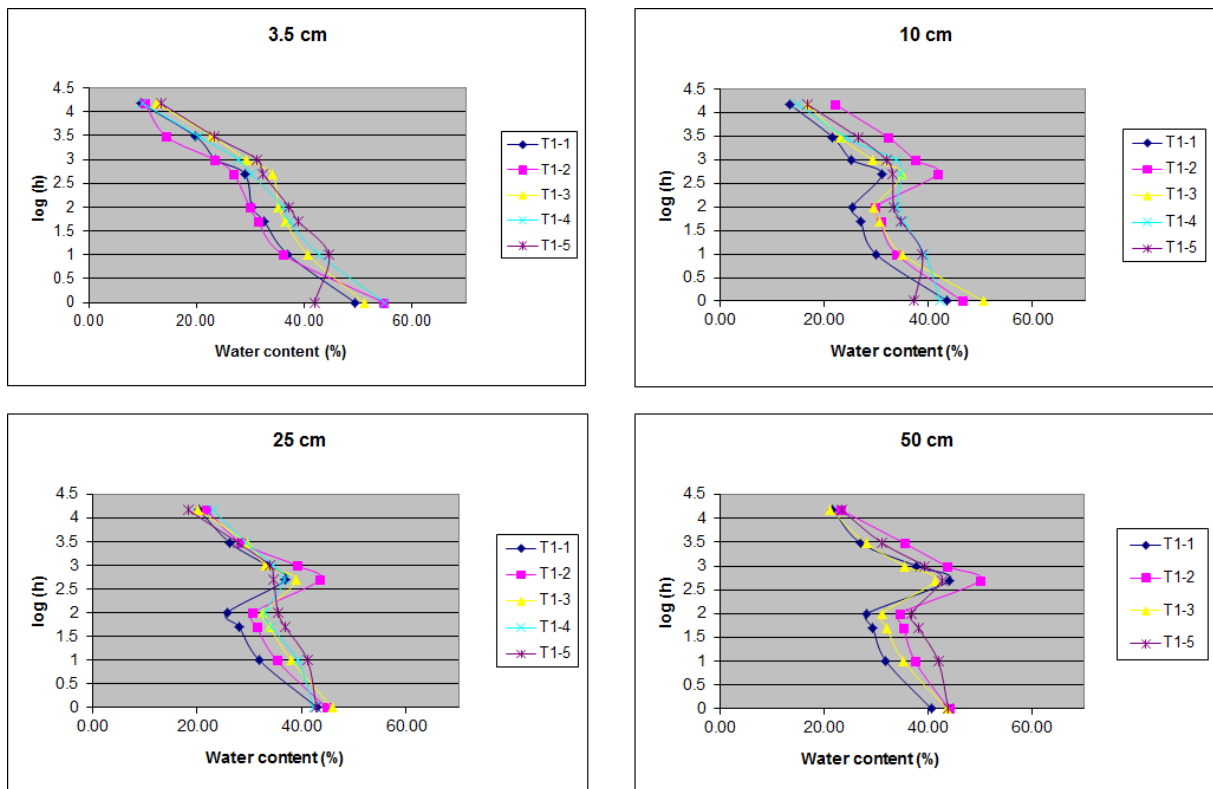 3.5 cm
4.5
4
3.5
3
2.5
2
1.5
1
0.5
0
log (h)
0.00 20.00 40.00 60.00
Water content (%)
T1-1
T1-2
T1-3
T1-4
T1-5
10 cm
4.5
4
3.5
3
2.5
2
1.5
1
0.5
0
log (h)
0.00 20.00 40.00 60.00
Water content (%)
T1-1
T1-2
T1-3
T1-4
T1-5
25 cm
4.5
4
3.5
3
2.5
2
1.5
1
0.5
0
log (h)
0.00 20.00 40.00 60.00
Water content (%)
T1-1
T1-2
T1-3
T1-4
T1-5
50 cm
4.5
4
3.5
3
2.5
2
1.5
1
0.5
0
log (h)
0.00 20.00 40.00 60.00
Water content (%)
T1-1
T1-2
T1-3
T1-5